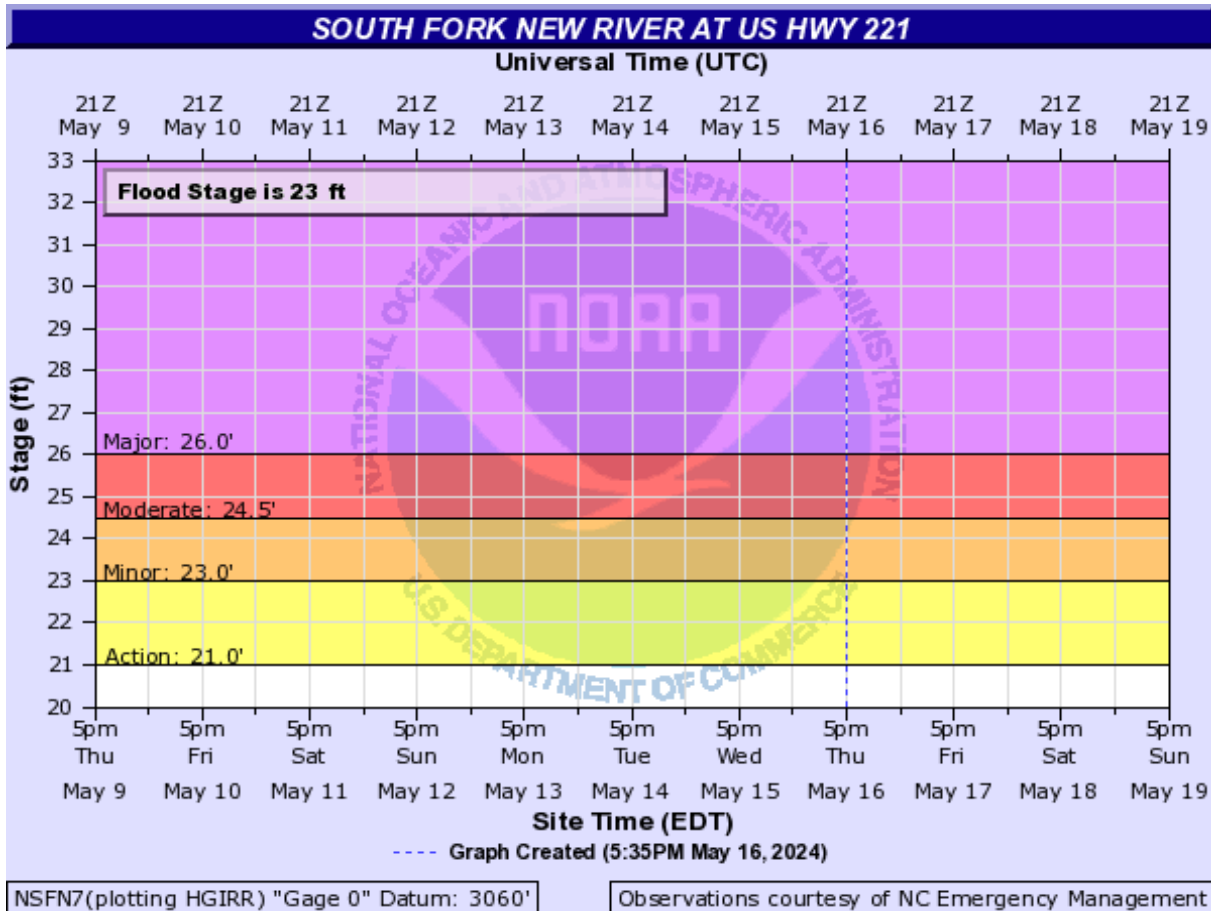 SOUTH FORK NEW RIVER AT US HWY 221
Universal Time (UTC)
21Z 21Z 21Z 21Z 21Z 21Z 21Z 21Z 21Z 21Z 21Z
May 9 May 10 May 11 May 12 May 13 May 14 May 15 May 16 May 17 May 18 May 19
Flood Stage is 23 ft
NATIONAL OCEANIC AND ATMOSPHERIC ADMINISTRATION
NOAA
U.S. DEPARTMENT OF COMMERCE
Stage (ft)
33
32
31
30
29
28
27
Major: 26.0'
26
25
Moderate: 24.5'
24
Minor: 23.0'
23
22
Action: 21.0'
21
20
5pm 5pm 5pm 5pm 5pm 5pm 5pm 5pm 5pm 5pm 5pm
Thu Fri Sat Sun Mon Tue Wed Thu Fri Sat Sun
May 9 May 10 May 11 May 12 May 13 May 14 May 15 May 16 May 17 May 18 May 19
Site Time (EDT)
---- Graph Created (5:35PM May 16, 2024)
NSFN7(plotting HGIRR) "Gage 0" Datum: 3060'
Observations courtesy of NC Emergency Management